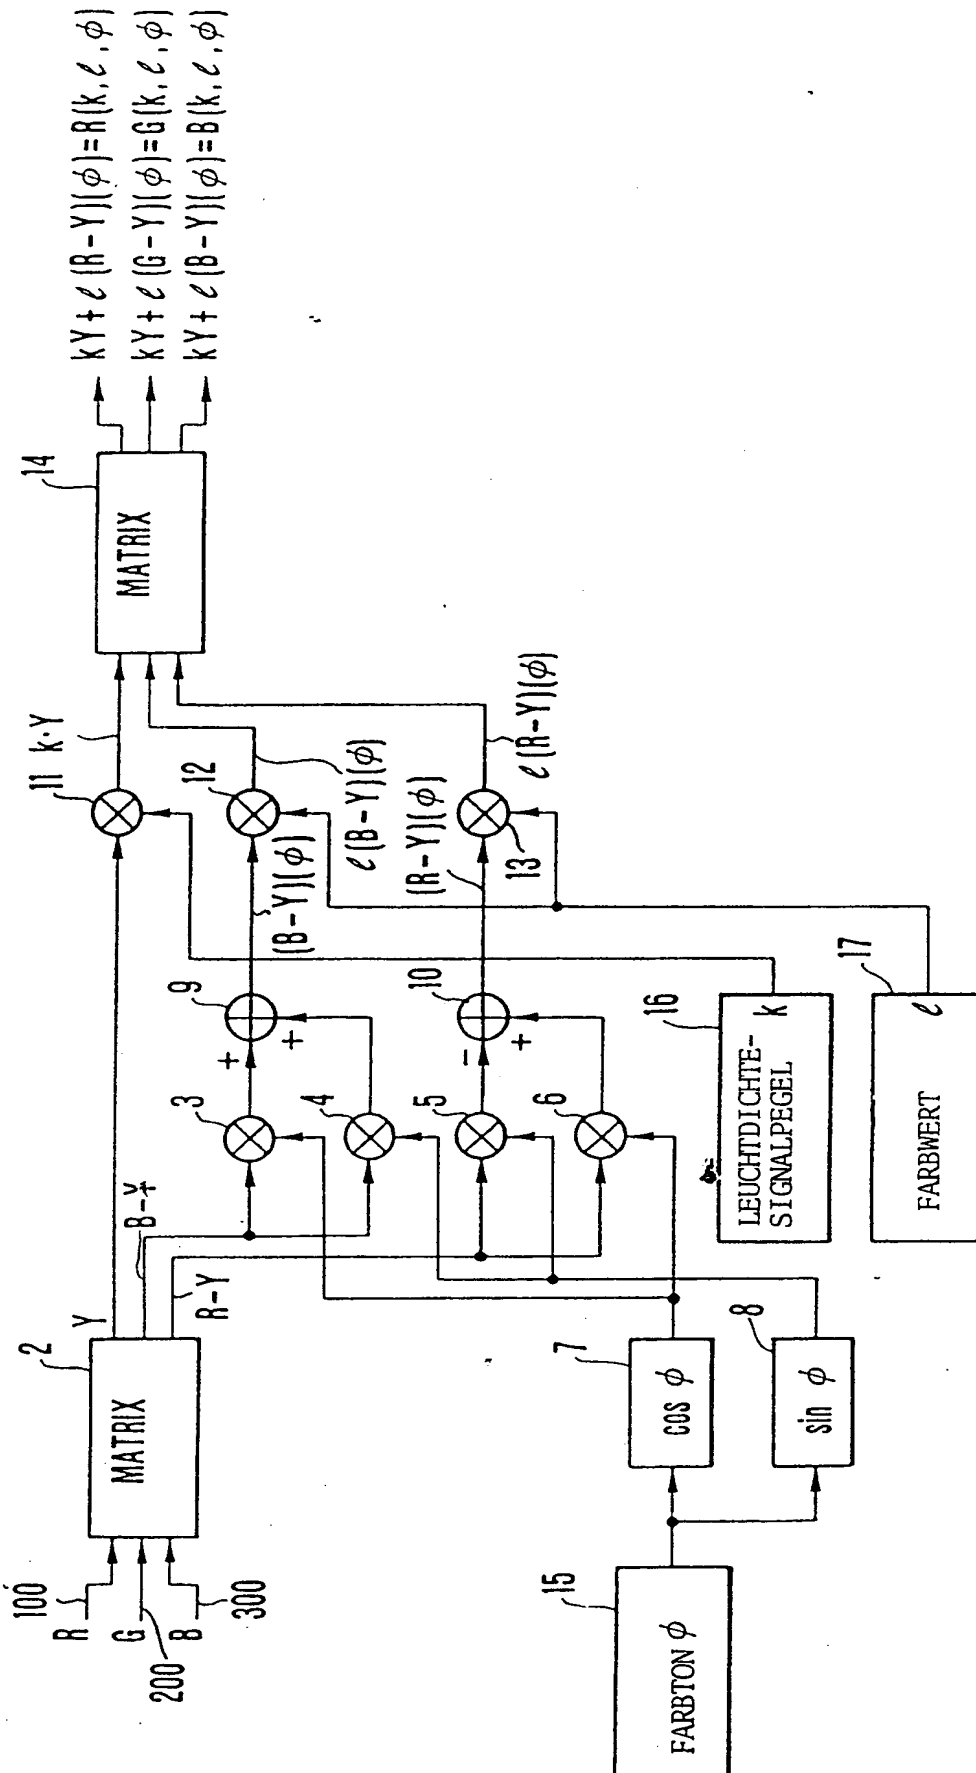 R
100
G
200
B
300
2
MATRIX
Y
B-Y
R-Y
3
4
5
6
+
+
-
+
9
10
(B-Y)(ϕ)
(R-Y)(ϕ)
11
k·Y
12
ℓ(B-Y)(ϕ)
13
ℓ(R-Y)(ϕ)
14
MATRIX
kY+ℓ(R-Y)(ϕ)=R(k,ℓ,ϕ)
kY+ℓ(G-Y)(ϕ)=G(k,ℓ,ϕ)
kY+ℓ(B-Y)(ϕ)=B(k,ℓ,ϕ)
15
FARBTON ϕ
7
cos ϕ
8
sin ϕ
16
LEUCHTDICHTE-
SIGNALPEGEL
k
17
FARBWERT
ℓ